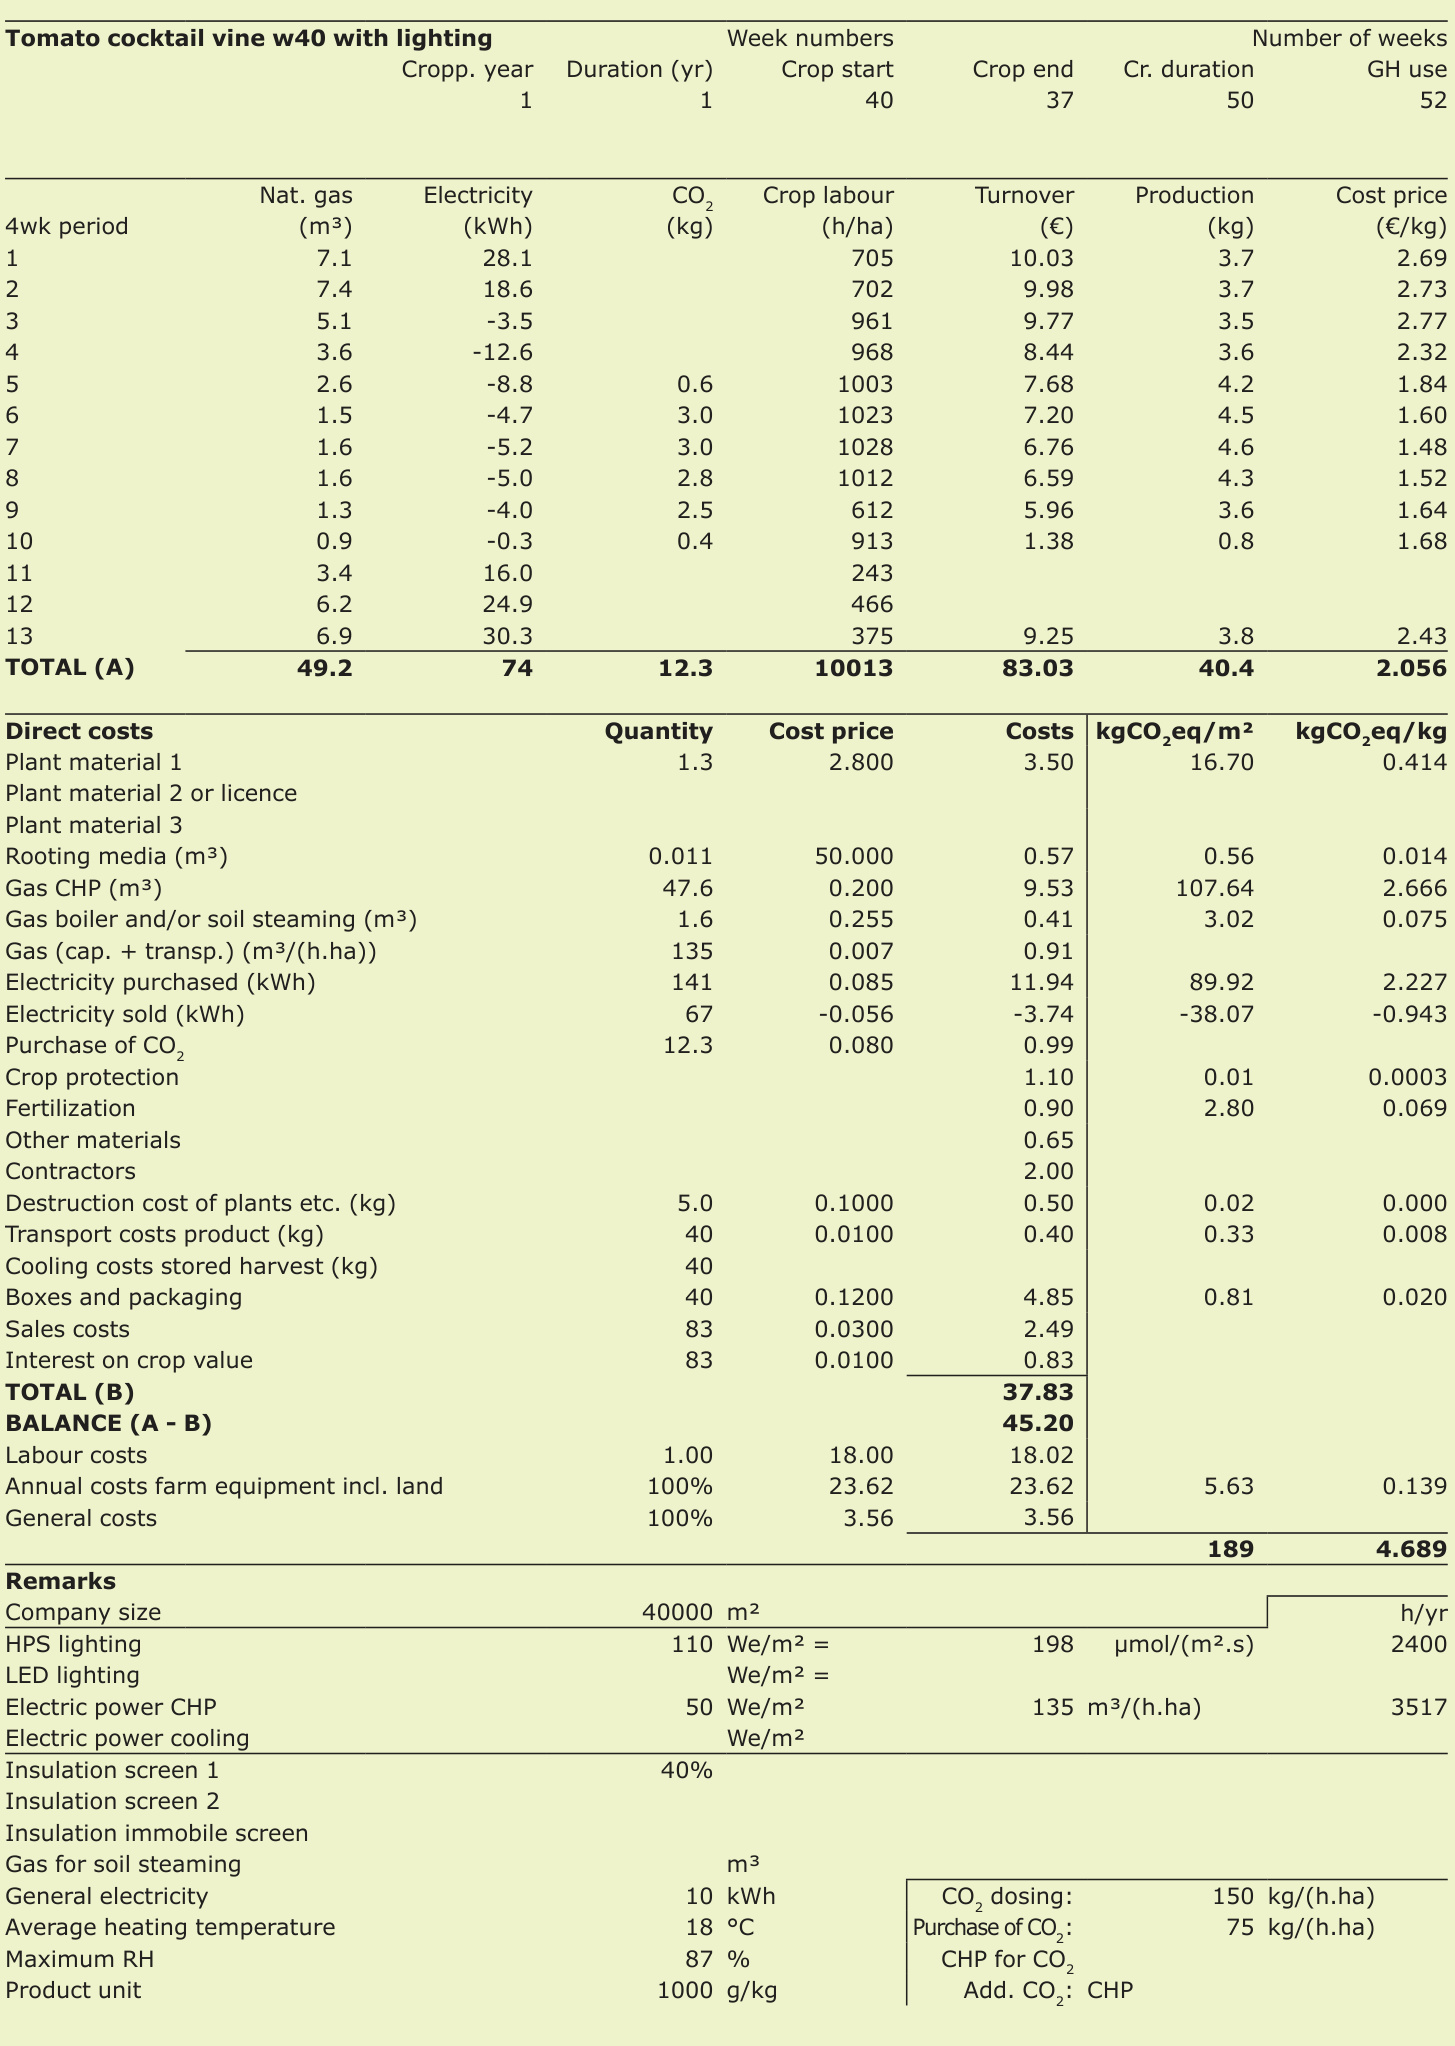 Tomato cocktail vine w40 with lighting Week numbers Number of weeks
Cropp. year Duration (yr) Crop start Crop end Cr. duration GH use
1 1 40 37 50 52
Nat. gas Electricity CO₂ Crop labour Turnover Production Cost price
4wk period (m³) (kWh) (kg) (h/ha) (€) (kg) (€/kg)
1 7.1 28.1 705 10.03 3.7 2.69
2 7.4 18.6 702 9.98 3.7 2.73
3 5.1 -3.5 961 9.77 3.5 2.77
4 3.6 -12.6 968 8.44 3.6 2.32
5 2.6 -8.8 0.6 1003 7.68 4.2 1.84
6 1.5 -4.7 3.0 1023 7.20 4.5 1.60
7 1.6 -5.2 3.0 1028 6.76 4.6 1.48
8 1.6 -5.0 2.8 1012 6.59 4.3 1.52
9 1.3 -4.0 2.5 612 5.96 3.6 1.64
10 0.9 -0.3 0.4 913 1.38 0.8 1.68
11 3.4 16.0 243
12 6.2 24.9 466
13 6.9 30.3 375 9.25 3.8 2.43
TOTAL (A) 49.2 74 12.3 10013 83.03 40.4 2.056
Direct costs Quantity Cost price Costs kgCO₂eq/m² kgCO₂eq/kg
Plant material 1 1.3 2.800 3.50 16.70 0.414
Plant material 2 or licence
Plant material 3
Rooting media (m³) 0.011 50.000 0.57 0.56 0.014
Gas CHP (m³) 47.6 0.200 9.53 107.64 2.666
Gas boiler and/or soil steaming (m³) 1.6 0.255 0.41 3.02 0.075
Gas (cap. + transp.) (m³/(h.ha)) 135 0.007 0.91
Electricity purchased (kWh) 141 0.085 11.94 89.92 2.227
Electricity sold (kWh) 67 -0.056 -3.74 -38.07 -0.943
Purchase of CO₂ 12.3 0.080 0.99
Crop protection 1.10 0.01 0.0003
Fertilization 0.90 2.80 0.069
Other materials 0.65
Contractors 2.00
Destruction cost of plants etc. (kg) 5.0 0.1000 0.50 0.02 0.000
Transport costs product (kg) 40 0.0100 0.40 0.33 0.008
Cooling costs stored harvest (kg) 40
Boxes and packaging 40 0.1200 4.85 0.81 0.020
Sales costs 83 0.0300 2.49
Interest on crop value 83 0.0100 0.83
TOTAL (B) 37.83
BALANCE (A - B) 45.20
Labour costs 1.00 18.00 18.02
Annual costs farm equipment incl. land 100% 23.62 23.62 5.63 0.139
General costs 100% 3.56 3.56
189 4.689
Remarks
Company size 40000 m² h/yr
HPS lighting 110 We/m² = 198 µmol/(m².s) 2400
LED lighting We/m² =
Electric power CHP 50 We/m² 135 m³/(h.ha) 3517
Electric power cooling We/m²
Insulation screen 1 40%
Insulation screen 2
Insulation immobile screen
Gas for soil steaming m³
General electricity 10 kWh CO₂ dosing: 150 kg/(h.ha)
Average heating temperature 18 °C Purchase of CO₂: 75 kg/(h.ha)
Maximum RH 87 % CHP for CO₂
Product unit 1000 g/kg Add. CO₂: CHP